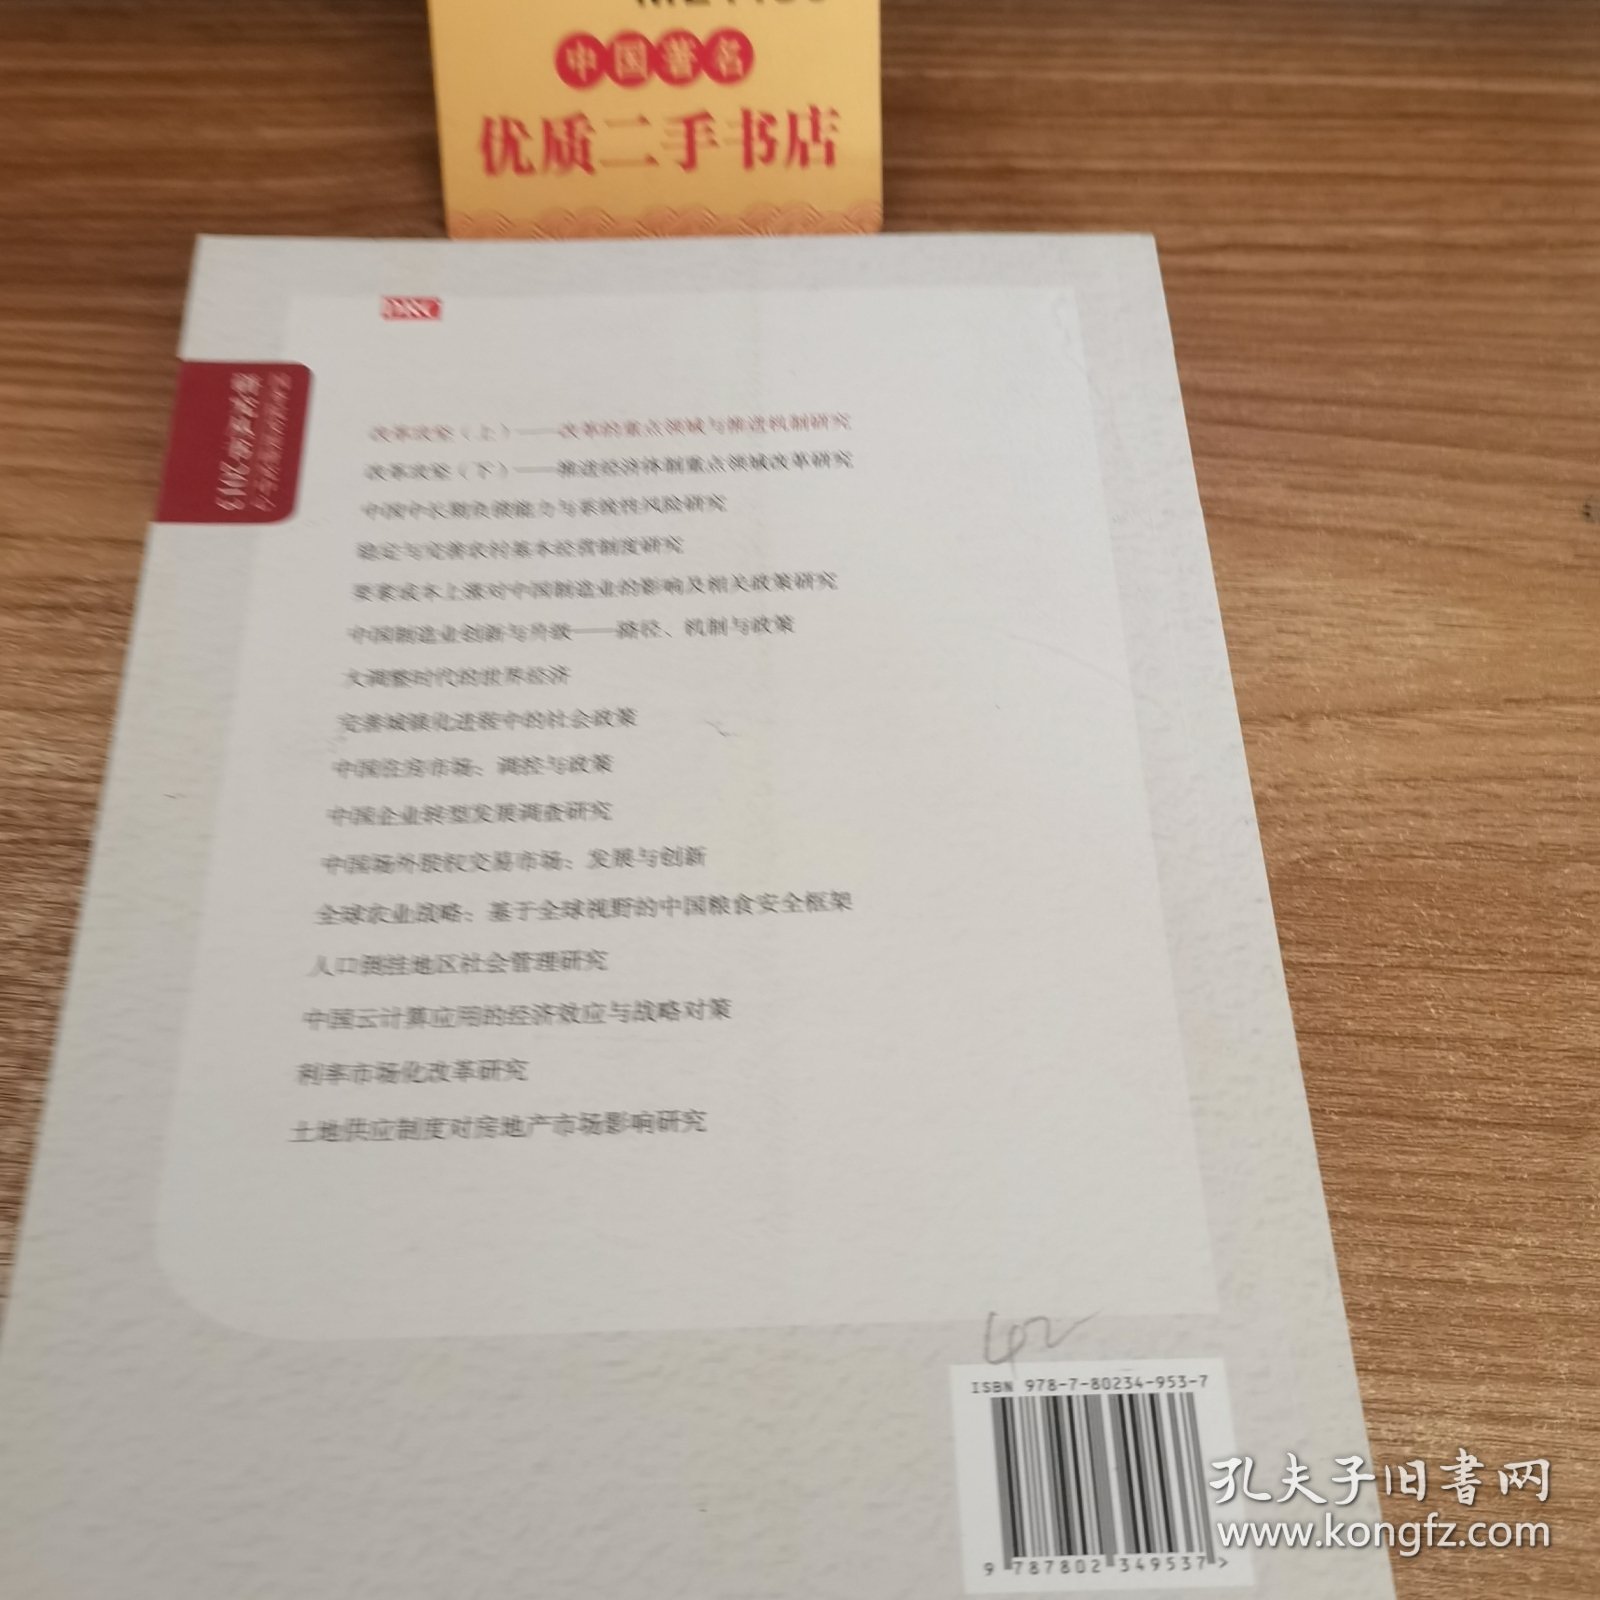 中国著名
优质二手书店
DRC
研究丛书2013
改革攻坚（上）——改革的重点领域与推进机制研究
改革攻坚（下）——推进经济体制重点领域改革研究
中国中长期负债能力与系统性风险研究
稳定与完善农村基本经营制度研究
要素成本上涨对中国制造业的影响及相关政策研究
中国制造业创新与升级——路径、机制与政策
大调整时代的世界经济
完善城镇化进程中的社会政策
中国住房市场：调控与政策
中国企业转型发展调查研究
中国场外股权交易市场：发展与创新
全球农业战略：基于全球视野的中国粮食安全框架
人口倒挂地区社会管理研究
中国云计算应用的经济效应与战略对策
利率市场化改革研究
土地供应制度对房地产市场影响研究
42
ISBN 978-7-80234-953-7
9 787802 349537 >
孔夫子旧书网
www.kongfz.com